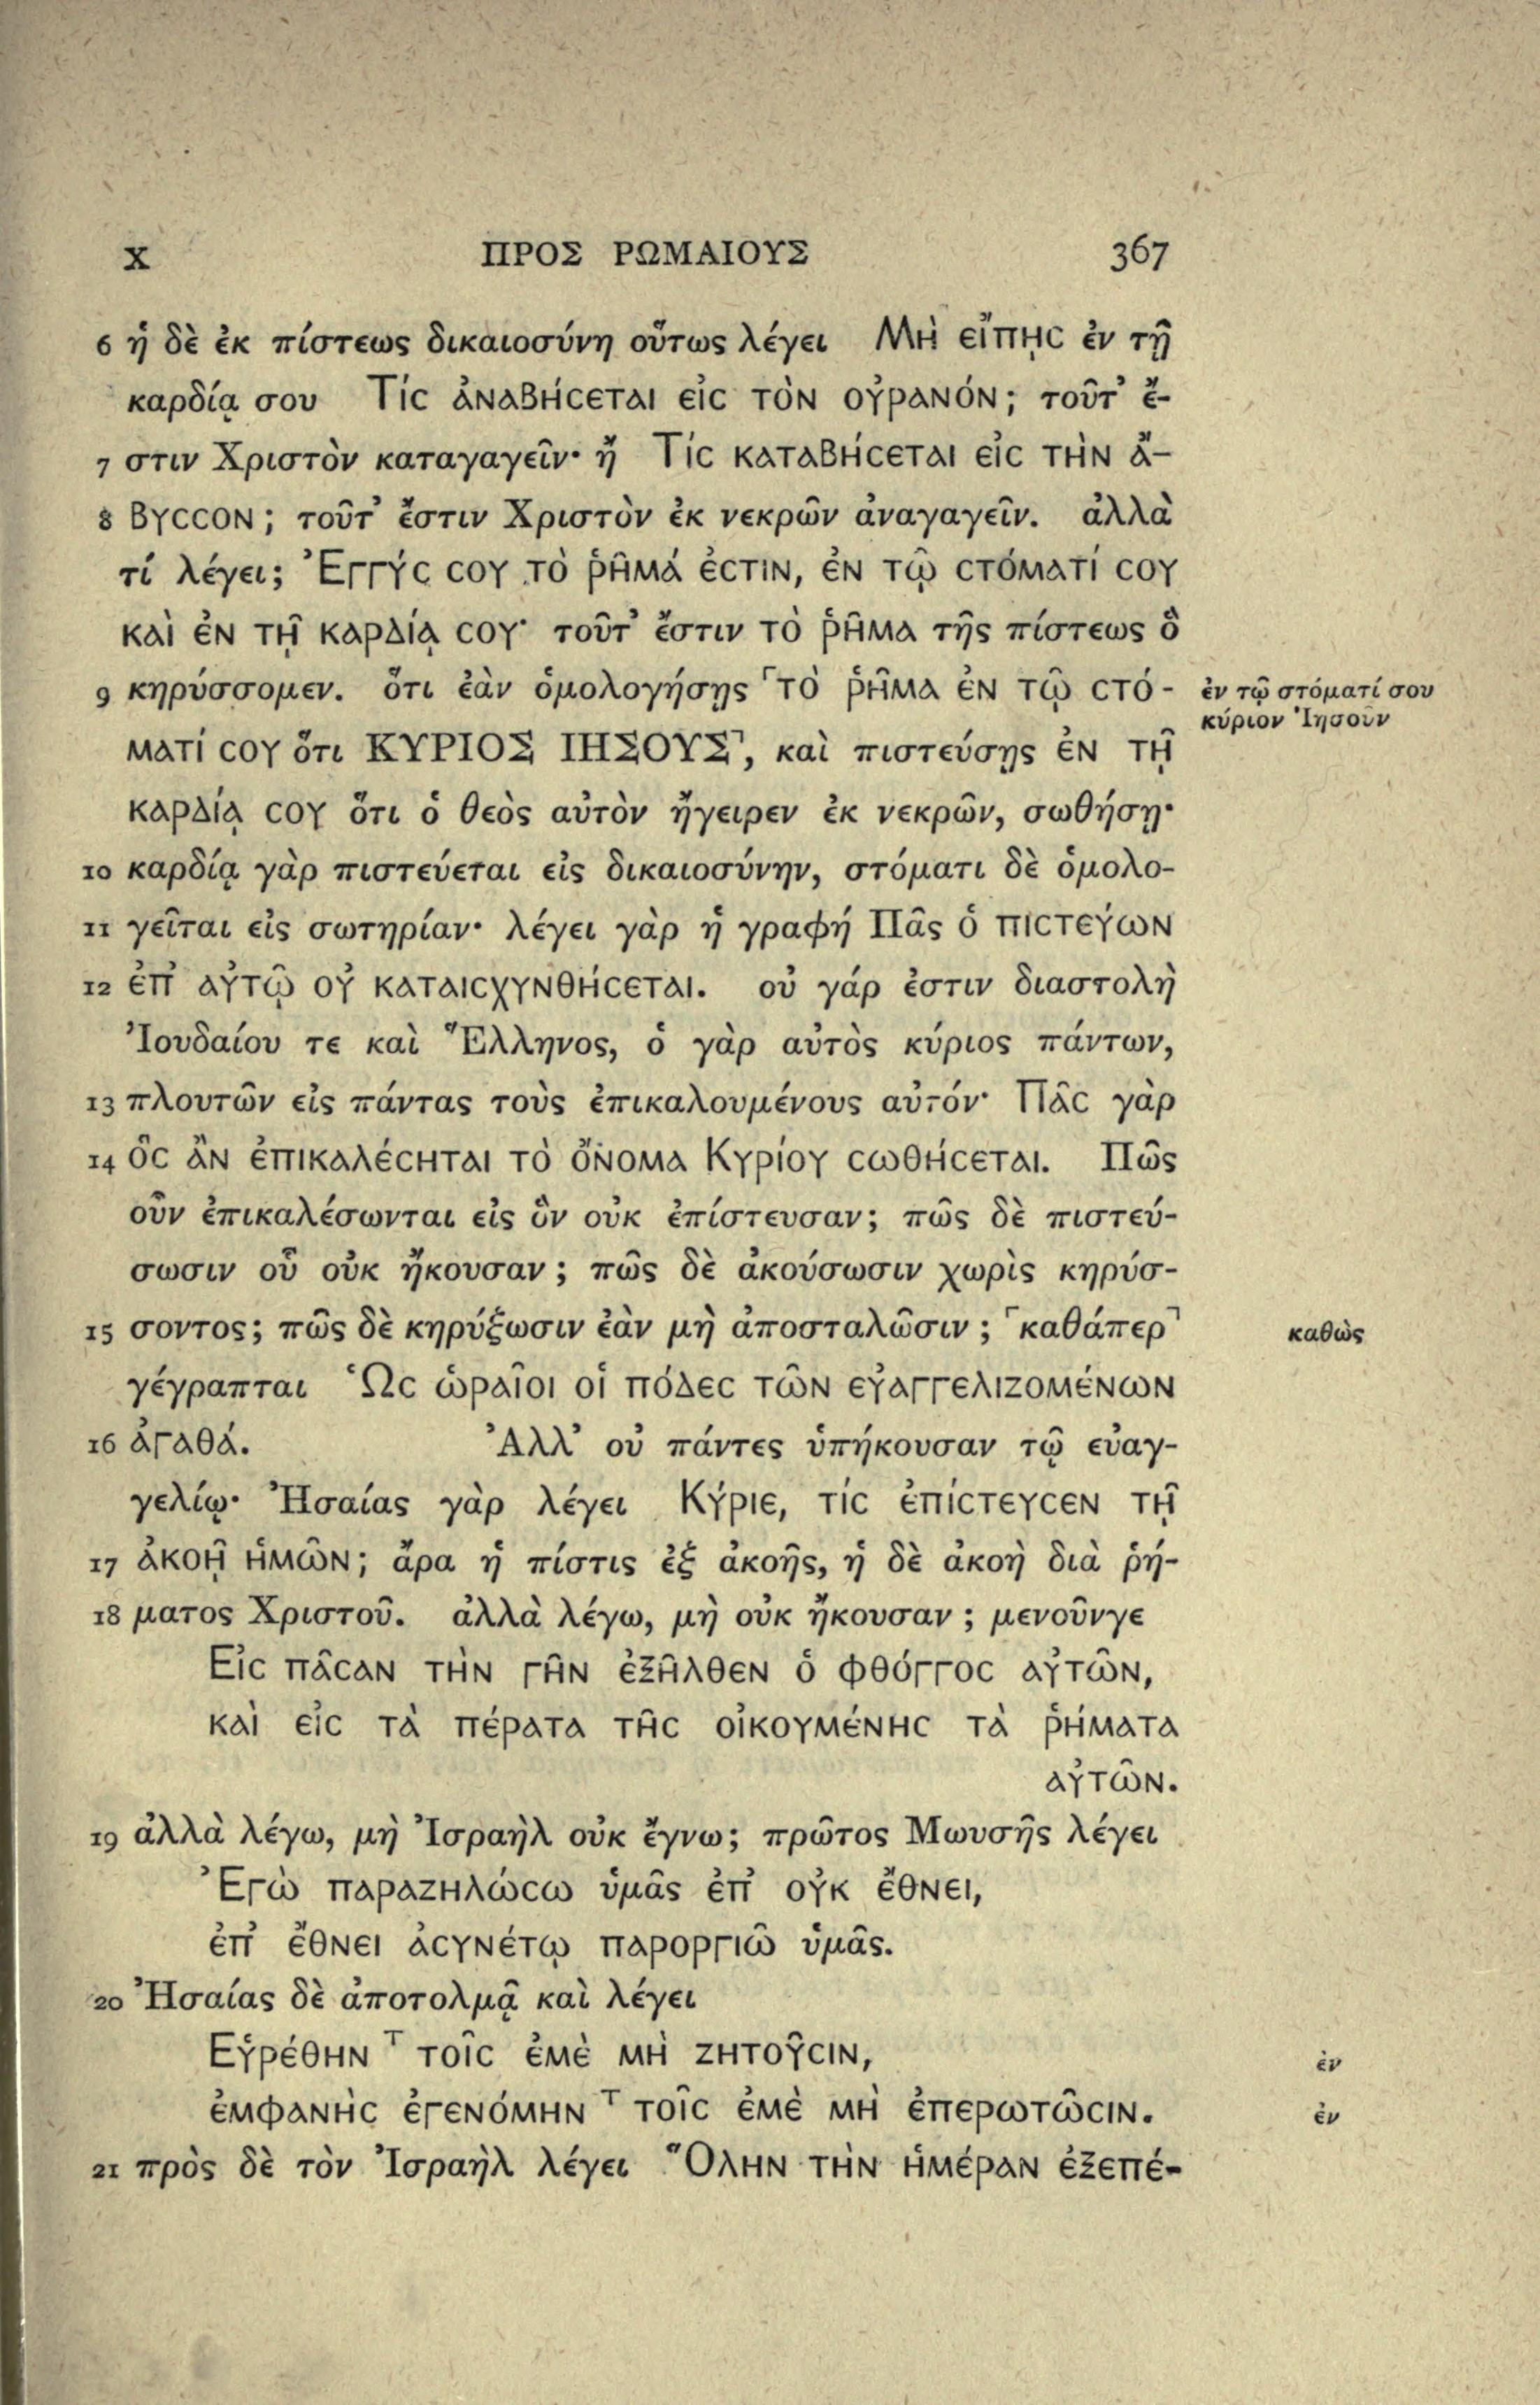 X ΠΡΟΣ ΡΩΜΑΙΟΥΣ 367
6 ἡ δὲ ἐκ πίστεως δικαιοσύνη οὕτως λέγει Μὴ εἴπῃς ἐν τῇ
καρδίᾳ σου Τίς ἀναβήσεται εἰς τὸν οὐρανόν; τοῦτ᾽ ἔ-
7 στιν Χριστὸν καταγαγεῖν· ἤ Τίς καταβήσεται εἰς τὴν ἄ-
8 βυσσον; τοῦτ᾽ ἔστιν Χριστὸν ἐκ νεκρῶν ἀναγαγεῖν. ἀλλὰ
τί λέγει; Ἐγγύς σου τὸ ῥῆμά ἐστιν, ἐν τῷ στόματί σου
καὶ ἐν τῇ καρδίᾳ σου· τοῦτ᾽ ἔστιν τὸ ῥῆμα τῆς πίστεως ὃ
9 κηρύσσομεν. ὅτι ἐὰν ὁμολογήσῃς ⌜τὸ ῥῆμα ἐν τῷ στό- ἐν τῷ στόματί σου
κύριον Ἰησοῦν
ματί σου ὅτι ΚΥΡΙΟΣ ΙΗΣΟΥΣ⌝, καὶ πιστεύσῃς ἐν τῇ
καρδίᾳ σου ὅτι ὁ θεὸς αὐτὸν ἤγειρεν ἐκ νεκρῶν, σωθήσῃ·
10 καρδίᾳ γὰρ πιστεύεται εἰς δικαιοσύνην, στόματι δὲ ὁμολο-
11 γεῖται εἰς σωτηρίαν· λέγει γὰρ ἡ γραφή Πᾶς ὁ πιστεύων
12 ἐπ᾽ αὐτῷ οὐ καταισχυνθήσεται. οὐ γάρ ἐστιν διαστολὴ
Ἰουδαίου τε καὶ Ἕλληνος, ὁ γὰρ αὐτὸς κύριος πάντων,
13 πλουτῶν εἰς πάντας τοὺς ἐπικαλουμένους αὐτόν· Πᾶς γὰρ
14 ὃς ἂν ἐπικαλέσηται τὸ ὄνομα Κυρίου σωθήσεται. Πῶς
οὖν ἐπικαλέσωνται εἰς ὃν οὐκ ἐπίστευσαν; πῶς δὲ πιστεύ-
σωσιν οὗ οὐκ ἤκουσαν; πῶς δὲ ἀκούσωσιν χωρὶς κηρύσ-
15 σοντος; πῶς δὲ κηρύξωσιν ἐὰν μὴ ἀποσταλῶσιν; ⌜καθάπερ⌝ καθὼς
γέγραπται Ὡς ὡραῖοι οἱ πόδες τῶν εὐαγγελιζομένων
16 ἀγαθά. Ἀλλ᾽ οὐ πάντες ὑπήκουσαν τῷ εὐαγ-
γελίῳ· Ἠσαίας γὰρ λέγει Κύριε, τίς ἐπίστευσεν τῇ
17 ἀκοῇ ἡμῶν; ἄρα ἡ πίστις ἐξ ἀκοῆς, ἡ δὲ ἀκοὴ διὰ ῥή-
18 ματος Χριστοῦ. ἀλλὰ λέγω, μὴ οὐκ ἤκουσαν; μενοῦνγε
Εἰς πᾶσαν τὴν γῆν ἐξῆλθεν ὁ φθόγγος αὐτῶν,
καὶ εἰς τὰ πέρατα τῆς οἰκουμένης τὰ ῥήματα
αὐτῶν.
19 ἀλλὰ λέγω, μὴ Ἰσραὴλ οὐκ ἔγνω; πρῶτος Μωυσῆς λέγει
Ἐγὼ παραζηλώσω ὑμᾶς ἐπ᾽ οὐκ ἔθνει,
ἐπ᾽ ἔθνει ἀσυνέτῳ παροργιῶ ὑμᾶς.
20 Ἠσαίας δὲ ἀποτολμᾷ καὶ λέγει
Εὑρέθην ⊤ τοῖς ἐμὲ μὴ ζητοῦσιν, ἐν
ἐμφανὴς ἐγενόμην ⊤ τοῖς ἐμὲ μὴ ἐπερωτῶσιν. ἐν
21 πρὸς δὲ τὸν Ἰσραὴλ λέγει Ὅλην τὴν ἡμέραν ἐξεπέ-